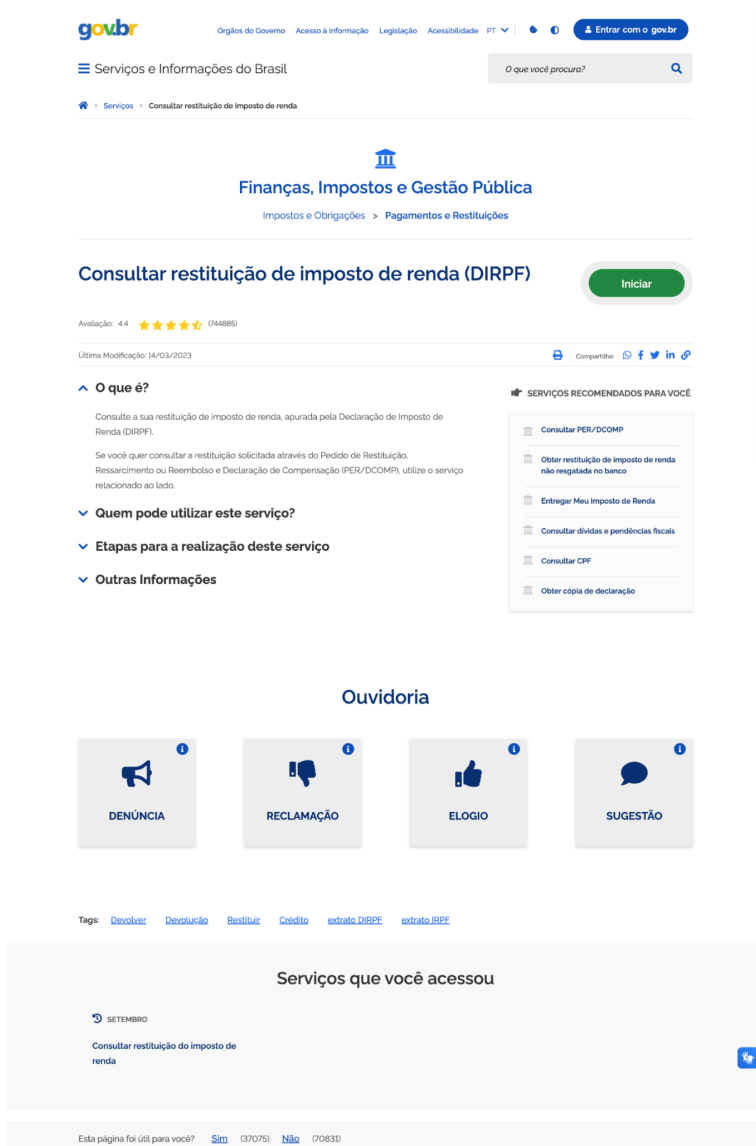 gov.br
Órgãos do Governo Acesso à Informação Legislação Acessibilidade PT Entrar com o gov.br
Serviços e Informações do Brasil
O que você procura?
> Serviços > Consultar restituição de imposto de renda
Finanças, Impostos e Gestão Pública
Impostos e Obrigações > Pagamentos e Restituições
Consultar restituição de imposto de renda (DIRPF)
Iniciar
Avaliação: 4.4 (744885)
Última Modificação: 14/03/2023
Compartilhe:
O que é?
Consulte a sua restituição de imposto de renda, apurada pela Declaração de Imposto de
Renda (DIRPF).
Se você quer consultar a restituição solicitada através do Pedido de Restituição,
Ressarcimento ou Reembolso e Declaração de Compensação (PER/DCOMP), utilize o serviço
relacionado ao lado.
Quem pode utilizar este serviço?
Etapas para a realização deste serviço
Outras Informações
SERVIÇOS RECOMENDADOS PARA VOCÊ
Consultar PER/DCOMP
Obter restituição de imposto de renda
não resgatada no banco
Entregar Meu Imposto de Renda
Consultar dívidas e pendências fiscais
Consultar CPF
Obter cópia de declaração
Ouvidoria
DENÚNCIA
RECLAMAÇÃO
ELOGIO
SUGESTÃO
Tags: Devolver Devolução Restituir Crédito extrato DIRPF extrato IRPF
Serviços que você acessou
SETEMBRO
Consultar restituição do imposto de
renda
Esta página foi útil para você? Sim (37075) Não (70831)